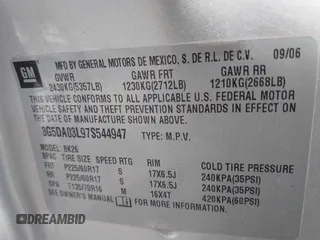 GM
MFD BY GENERAL MOTORS DE MEXICO, S. DE R.L. DE C.V. 09/06
GVWR GAWR FRT GAWR RR
2430KG(5357LB) 1230KG(2712LB) 1210KG(2668LB)
THIS VEHICLE CONFORMS TO ALL APPLICABLE U.S. FEDERAL MOTOR
VEHICLE SAFETY AND THEFT PREVENTION STANDARDS IN EFFECT ON THE
DATE OF MANUFACTURE SHOWN ABOVE.
3G5DA03L97S544947 TYPE: M.P.V.
MODEL: BK26
SPAC TIRE SIZE SPEED RTG RIM COLD TIRE PRESSURE
FRT P225/60R17 S 17X6.5J 240KPA(35PSI)
RR P225/60R17 S 17X6.5J 240KPA(35PSI)
SPA T135/70R16 M 16X4T 420KPA(60PSI)
SEE OWNER'S MANUAL FOR ADDITIONAL INFORMATION
DREAMBID